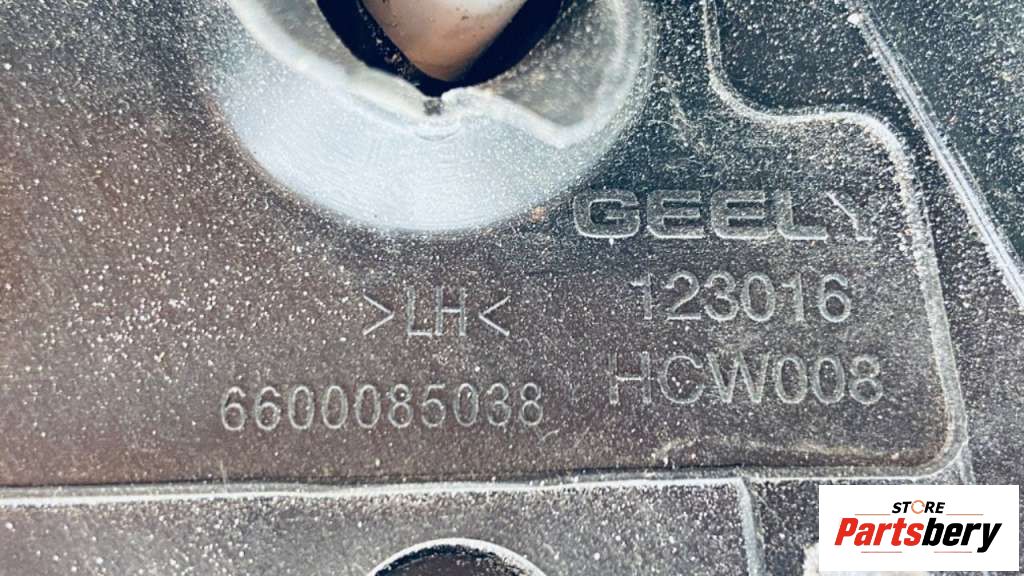 GEELY
>LH<
123016
6600085038
HCW008
STORE
Partsbery